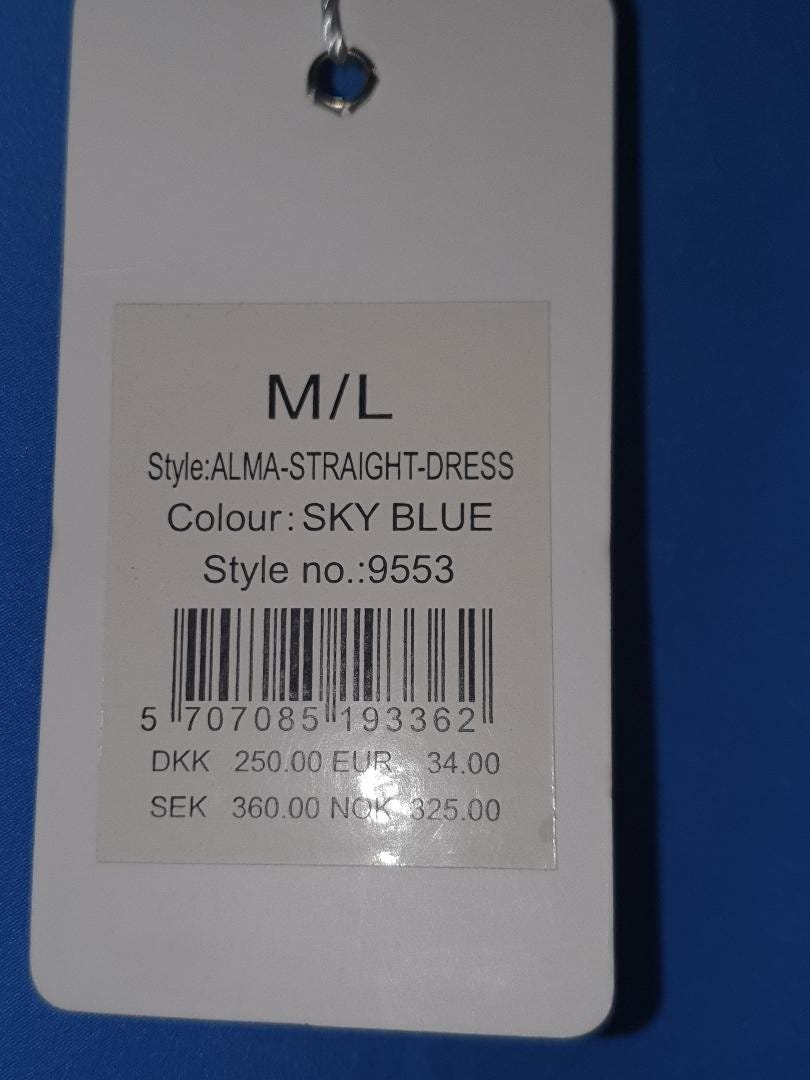 M/L
Style:ALMA-STRAIGHT-DRESS
Colour: SKY BLUE
Style no.:9553
5 707085 193362
DKK 250.00 EUR 34.00
SEK 360.00 NOK 325.00